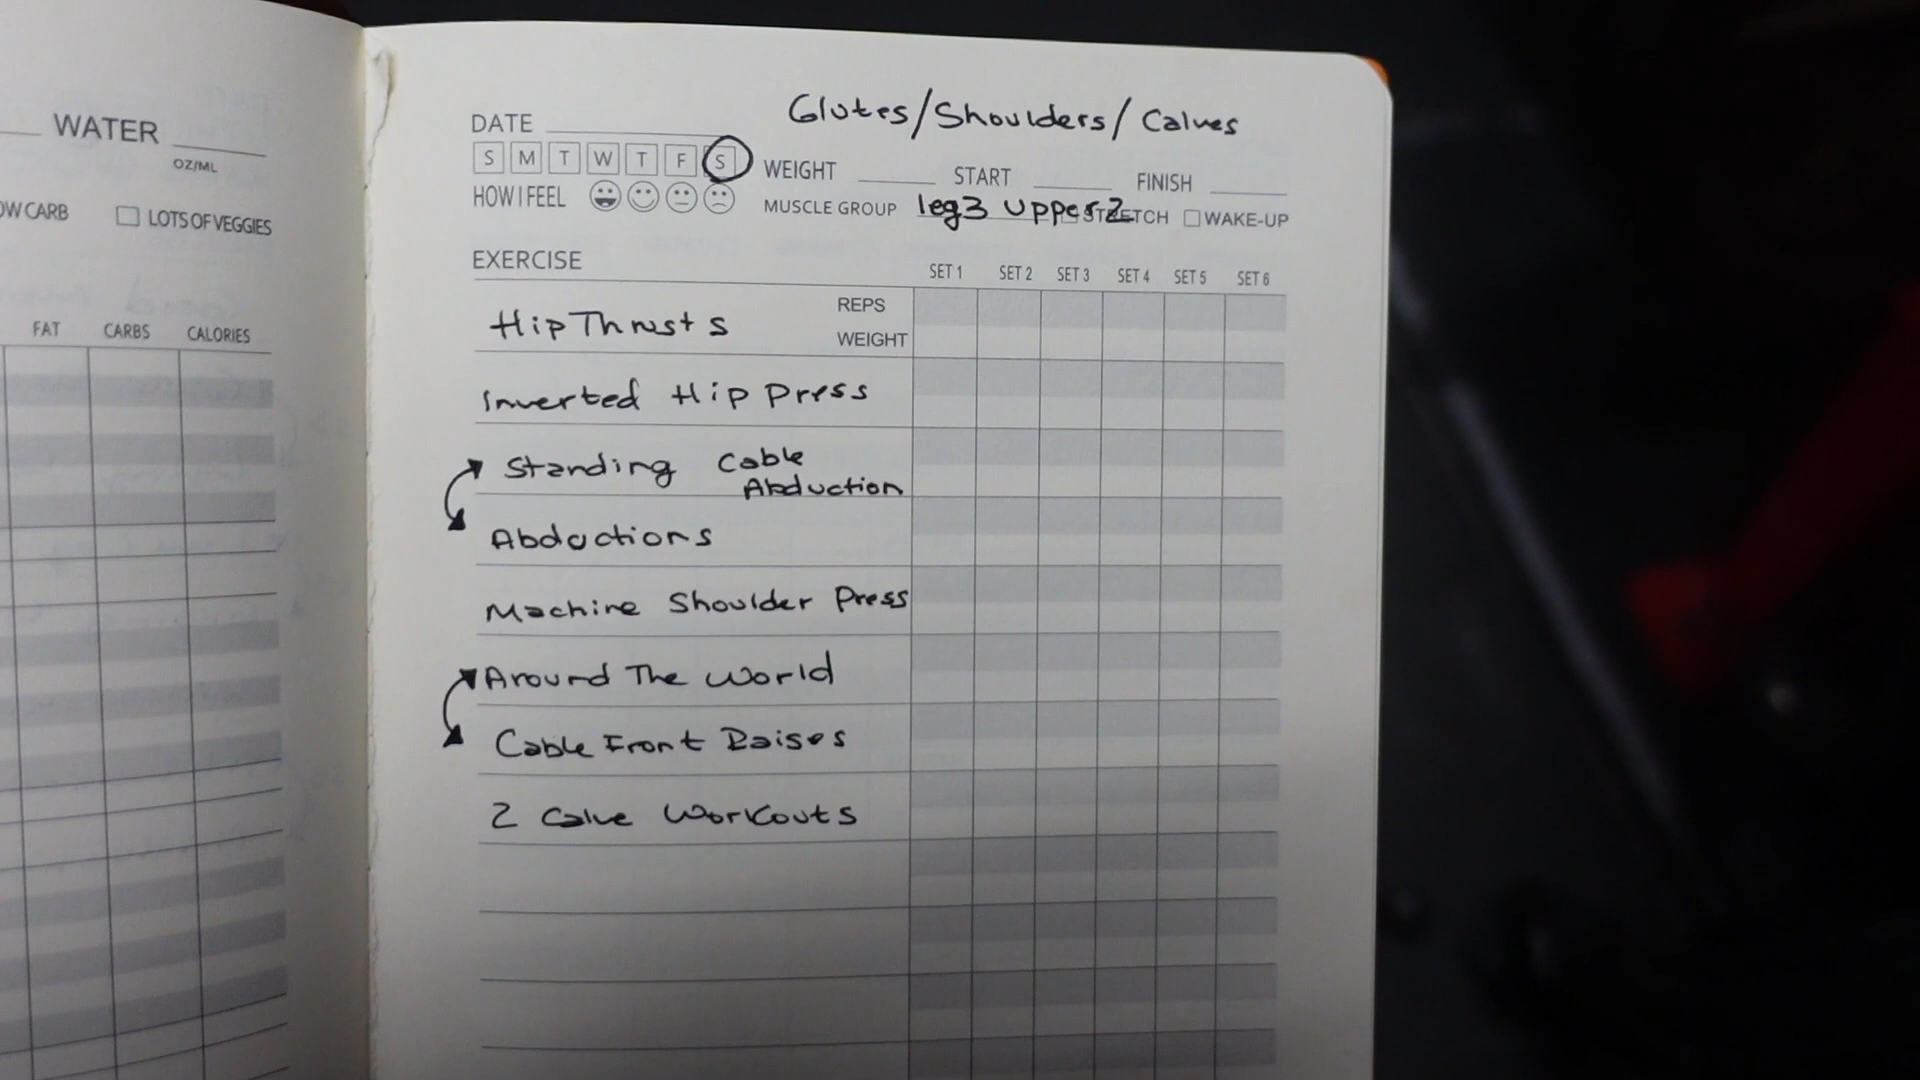 WATER
OZ/ML
OW CARB LOTS OF VEGGIES
FAT CARBS CALORIES
Glutes/Shoulders/Calves
DATE
S M T W T F S WEIGHT START FINISH
HOW I FEEL MUSCLE GROUP leg3 Upper2 STRETCH WAKE-UP
EXERCISE SET 1 SET 2 SET 3 SET 4 SET 5 SET 6
Hip Thrusts REPS
WEIGHT
Inverted Hip Press
Standing Cable
Abduction
Abductions
Machine Shoulder Press
Around The World
Cable Front Raises
2 Calve Workouts